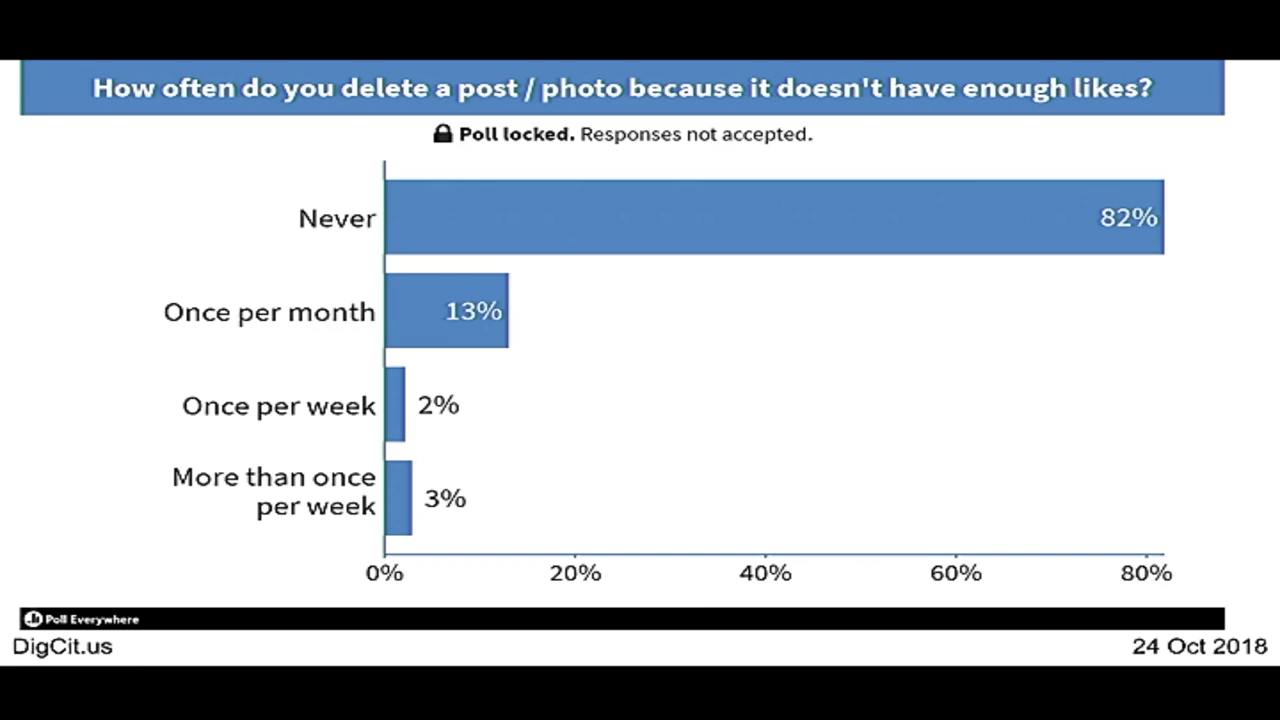 How often do you delete a post / photo because it doesn't have enough likes?
Poll locked. Responses not accepted.
Never
82%
Once per month
13%
Once per week
2%
More than once
per week
3%
0% 20% 40% 60% 80%
Poll Everywhere
DigCit.us
24 Oct 2018